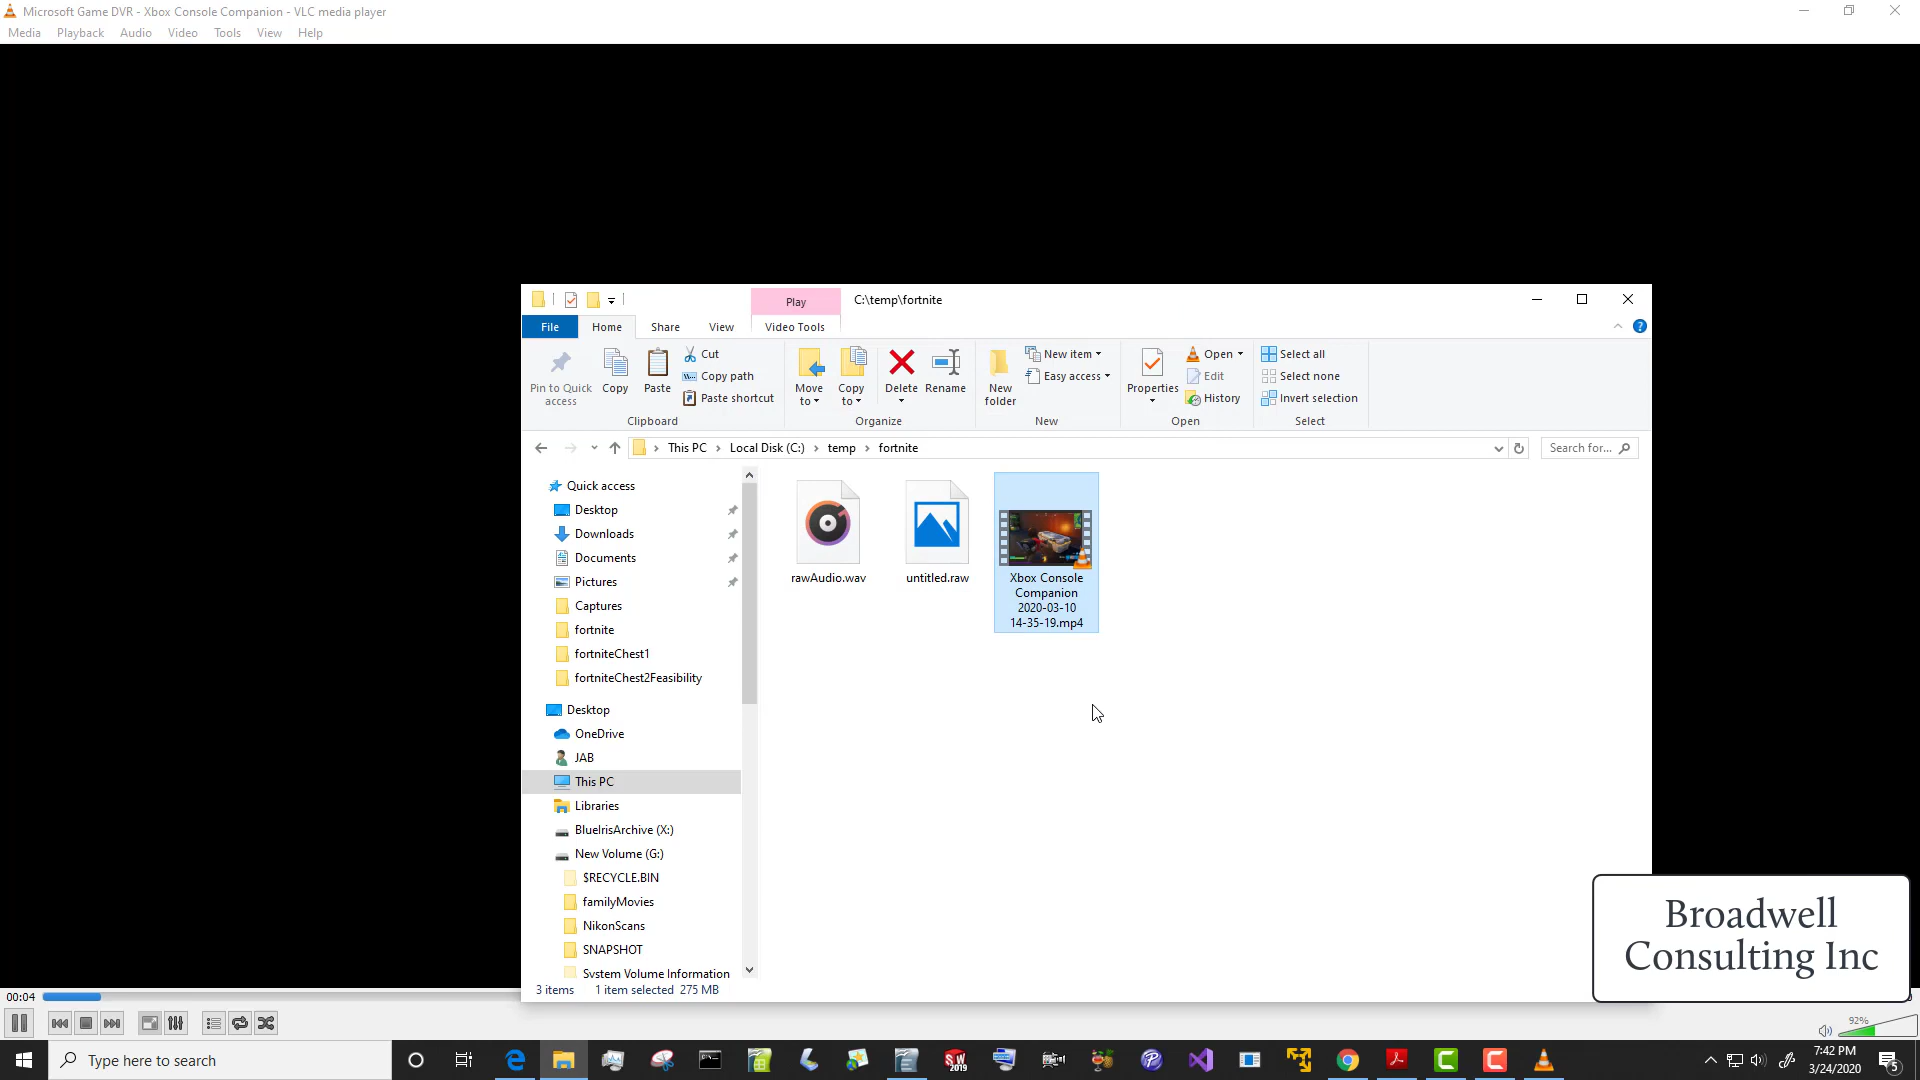 Microsoft Game DVR - Xbox Console Companion - VLC media player
Media Playback Audio Video Tools View Help
Play C:\temp\fortnite
File Home Share View Video Tools
Pin to Quick access
Copy
Paste
Cut
Copy path
Paste shortcut
Clipboard
Move to
Copy to
Delete
Rename
Organize
New folder
New item
Easy access
New
Properties
Open
Edit
History
Open
Select all
Select none
Invert selection
Select
This PC Local Disk (C:) temp fortnite
Search for...
Quick access
Desktop
Downloads
Documents
Pictures
Captures
fortnite
fortniteChest1
fortniteChest2Feasibility
Desktop
OneDrive
JAB
This PC
Libraries
BlueIrisArchive (X:)
New Volume (G:)
$RECYCLE.BIN
familyMovies
NikonScans
SNAPSHOT
System Volume Information
rawAudio.wav
untitled.raw
Xbox Console
Companion
2020-03-10
14-35-19.mp4
3 items 1 item selected 275 MB
Broadwell
Consulting Inc
00:04
92%
Type here to search
SW
2019
7:42 PM
3/24/2020
5